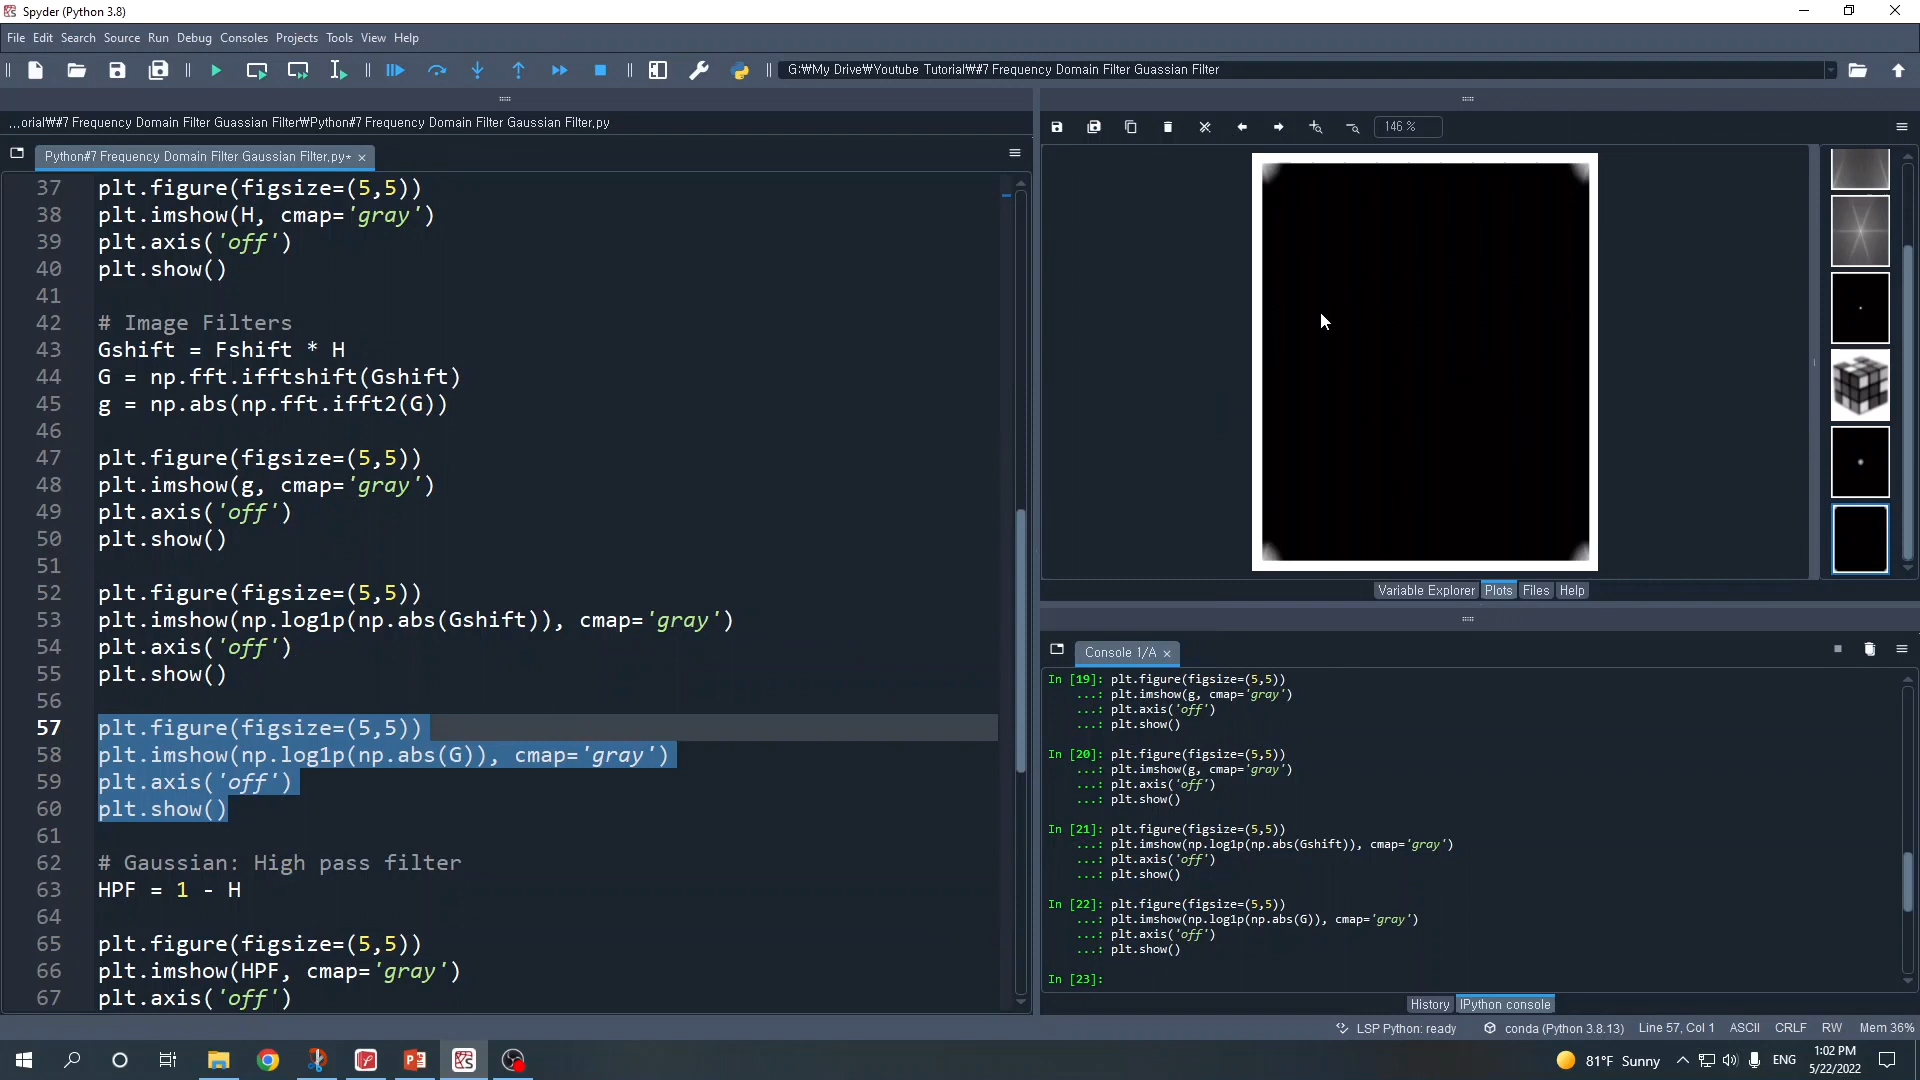 Spyder (Python 3.8)
File Edit Search Source Run Debug Consoles Projects Tools View Help
G:₩My Drive₩Youtube Tutorial₩#7 Frequency Domain Filter Guassian Filter
...orial₩#7 Frequency Domain Filter Guassian Filter₩Python#7 Frequency Domain Filter Gaussian Filter.py
146 %
Python#7 Frequency Domain Filter Gaussian Filter.py*
37 plt.figure(figsize=(5,5))
38 plt.imshow(H, cmap='gray')
39 plt.axis('off')
40 plt.show()
41
42 # Image Filters
43 Gshift = Fshift * H
44 G = np.fft.ifftshift(Gshift)
45 g = np.abs(np.fft.ifft2(G))
46
47 plt.figure(figsize=(5,5))
48 plt.imshow(g, cmap='gray')
49 plt.axis('off')
50 plt.show()
51
52 plt.figure(figsize=(5,5))
53 plt.imshow(np.log1p(np.abs(Gshift)), cmap='gray')
54 plt.axis('off')
55 plt.show()
56
57 plt.figure(figsize=(5,5))
58 plt.imshow(np.log1p(np.abs(G)), cmap='gray')
59 plt.axis('off')
60 plt.show()
61
62 # Gaussian: High pass filter
63 HPF = 1 - H
64
65 plt.figure(figsize=(5,5))
66 plt.imshow(HPF, cmap='gray')
67 plt.axis('off')
Variable Explorer Plots Files Help
Console 1/A
In [19]: plt.figure(figsize=(5,5))
...: plt.imshow(g, cmap='gray')
...: plt.axis('off')
...: plt.show()
In [20]: plt.figure(figsize=(5,5))
...: plt.imshow(g, cmap='gray')
...: plt.axis('off')
...: plt.show()
In [21]: plt.figure(figsize=(5,5))
...: plt.imshow(np.log1p(np.abs(Gshift)), cmap='gray')
...: plt.axis('off')
...: plt.show()
In [22]: plt.figure(figsize=(5,5))
...: plt.imshow(np.log1p(np.abs(G)), cmap='gray')
...: plt.axis('off')
...: plt.show()
In [23]:
History IPython console
LSP Python: ready conda (Python 3.8.13) Line 57, Col 1 ASCII CRLF RW Mem 36%
81°F Sunny ENG 1:02 PM
5/22/2022